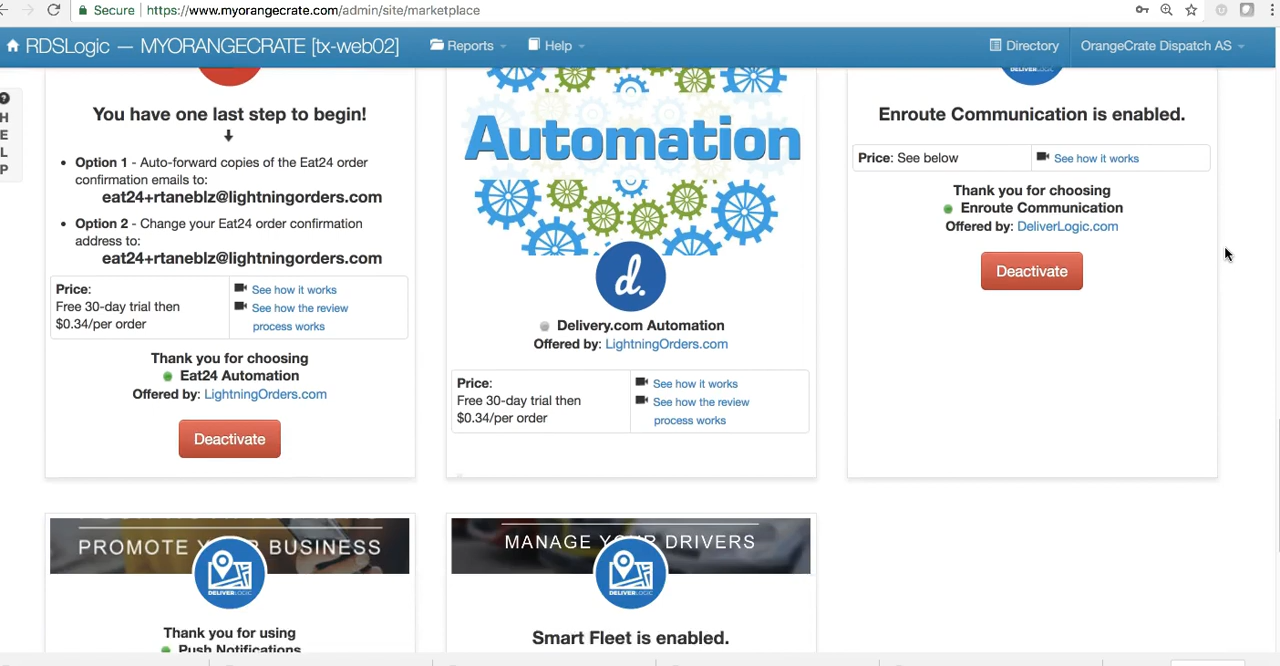 Secure | https://www.myorangecrate.com/admin/site/marketplace
RDSLogic — MYORANGECRATE [tx-web02]
Reports
Help
Directory
OrangeCrate Dispatch AS
H
E
L
P
You have one last step to begin!
• Option 1 - Auto-forward copies of the Eat24 order
confirmation emails to:
eat24+rtaneblz@lightningorders.com
• Option 2 - Change your Eat24 order confirmation
address to:
eat24+rtaneblz@lightningorders.com
Price:
Free 30-day trial then
$0.34/per order
See how it works
See how the review
process works
Thank you for choosing
Eat24 Automation
Offered by: LightningOrders.com
Deactivate
Automation
d.
Delivery.com Automation
Offered by: LightningOrders.com
Price:
Free 30-day trial then
$0.34/per order
See how it works
See how the review
process works
DELIVERLOGIC
Enroute Communication is enabled.
Price: See below
See how it works
Thank you for choosing
Enroute Communication
Offered by: DeliverLogic.com
Deactivate
PROMOTE YOUR BUSINESS
DELIVERLOGIC
Thank you for using
Push Notifications
MANAGE YOUR DRIVERS
DELIVERLOGIC
Smart Fleet is enabled.